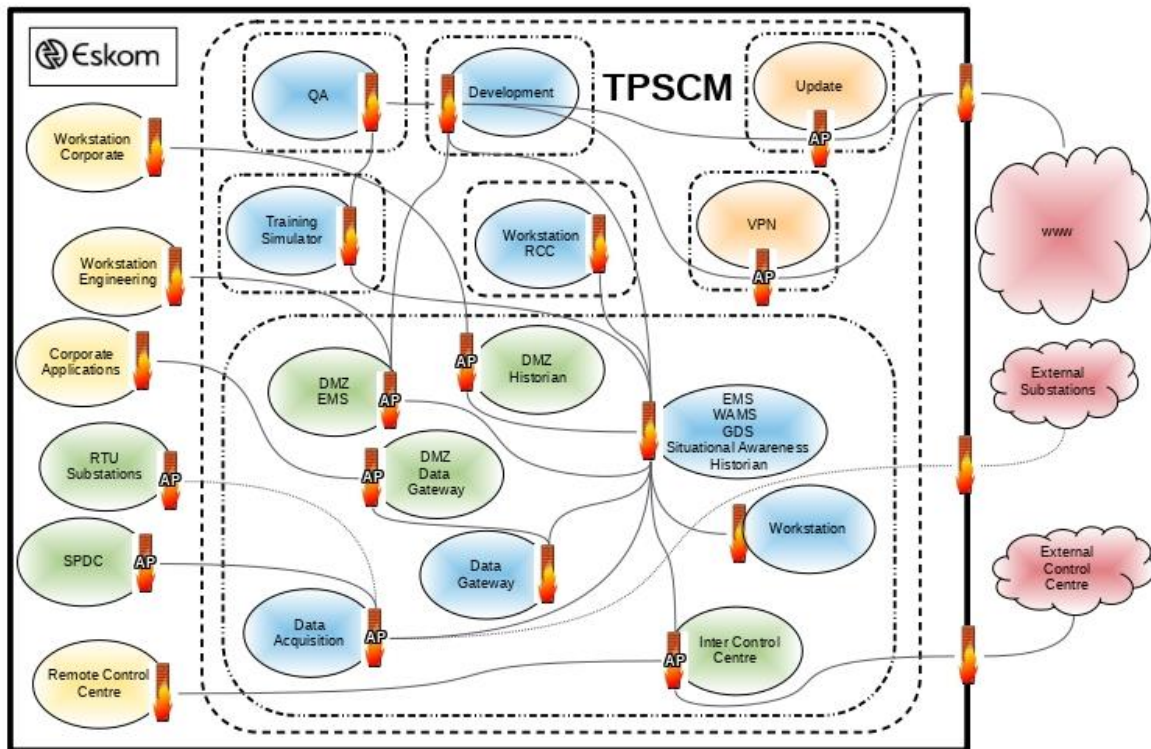 Eskom
TPSCM
QA
Development
Update
AP
Workstation
Corporate
Training
Simulator
Workstation
RCC
VPN
AP
www
Workstation
Engineering
Corporate
Applications
DMZ
EMS
AP
AP
DMZ
Historian
EMS
WAMS
GDS
Situational Awareness
Historian
External
Substations
RTU
Substations
AP
AP
DMZ
Data
Gateway
Workstation
SPDC
AP
Data
Gateway
External
Control
Centre
Data
Acquisition
AP
AP
Inter Control
Centre
Remote Control
Centre